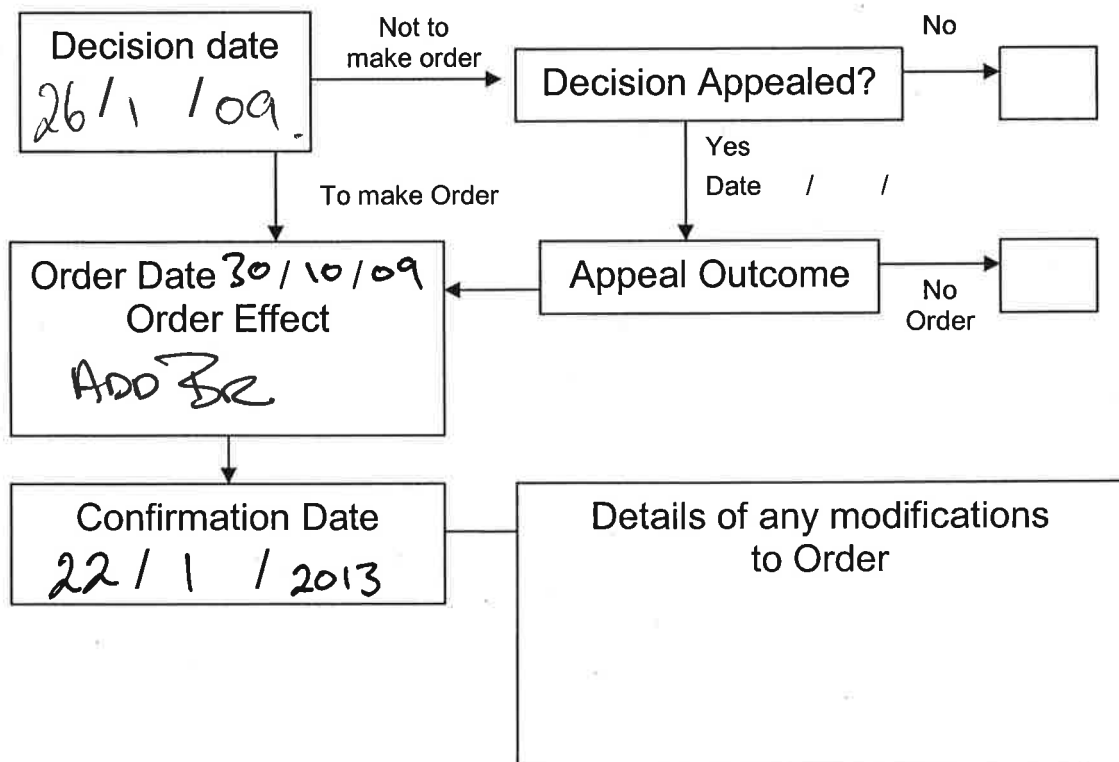 Decision date
26/1/09.
Not to
make order
Decision Appealed?
No
Yes
Date / /
To make Order
Order Date 30/10/09
Order Effect
ADD BR
Appeal Outcome
No
Order
Confirmation Date
22/1/2013
Details of any modifications
to Order